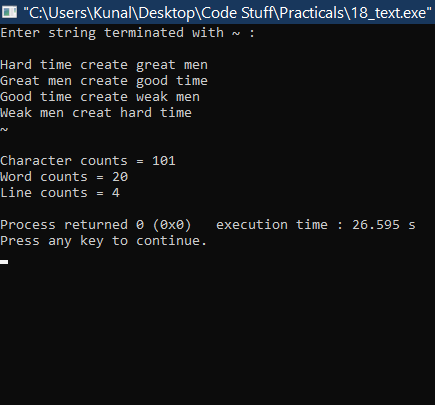 "C:\Users\Kunal\Desktop\Code Stuff\Practicals\18_text.exe"
Enter string terminated with ~ :
Hard time create great men
Great men create good time
Good time create weak men
Weak men creat hard time
~
Character counts = 101
Word counts = 20
Line counts = 4
Process returned 0 (0x0)   execution time : 26.595 s
Press any key to continue.